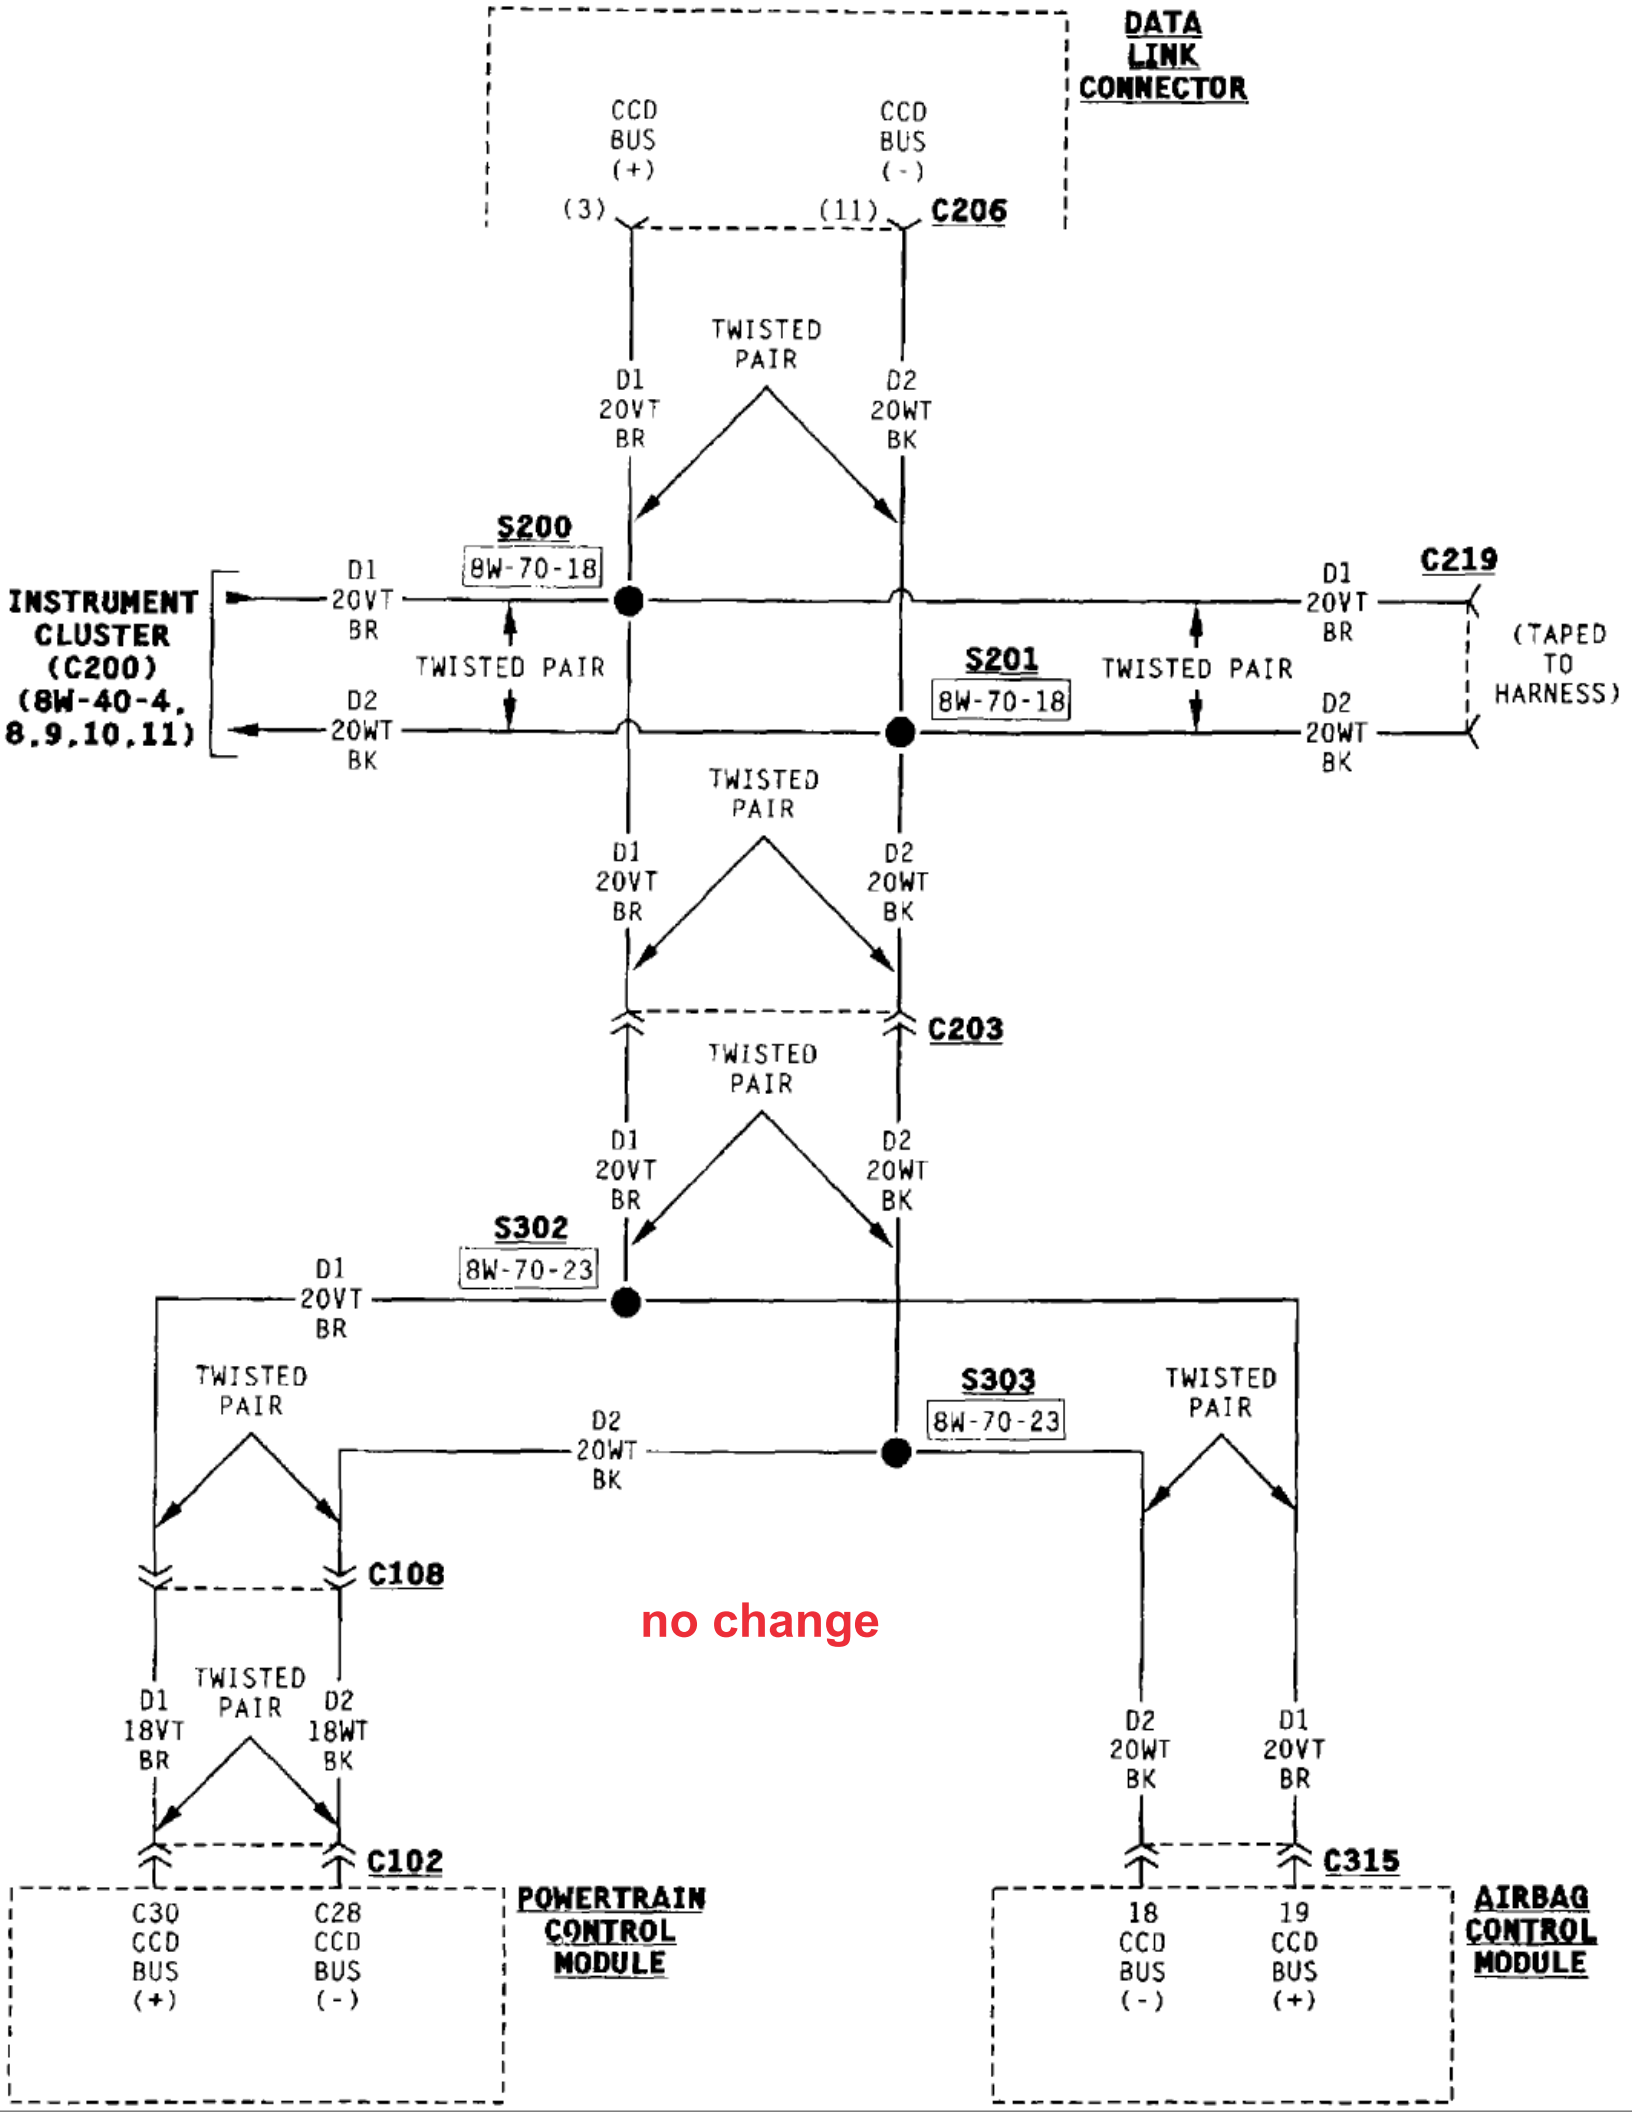 DATA
LINK
CONNECTOR
CCD
BUS
(+)
CCD
BUS
(-)
(3)
(11)
C206
TWISTED
PAIR
D1
20VT
BR
D2
20WT
BK
S200
8W-70-18
C219
INSTRUMENT
CLUSTER
(C200)
(8W-40-4,
8,9,10,11)
D1
20VT
BR
D1
20VT
BR
(TAPED
TO
HARNESS)
TWISTED PAIR
S201
8W-70-18
TWISTED PAIR
D2
20WT
BK
D2
20WT
BK
TWISTED
PAIR
D1
20VT
BR
D2
20WT
BK
C203
TWISTED
PAIR
D1
20VT
BR
D2
20WT
BK
S302
8W-70-23
D1
20VT
BR
TWISTED
PAIR
S303
8W-70-23
TWISTED
PAIR
D2
20WT
BK
C108
no change
TWISTED
PAIR
D1
18VT
BR
D2
18WT
BK
D2
20WT
BK
D1
20VT
BR
C102
C315
POWERTRAIN
CONTROL
MODULE
AIRBAG
CONTROL
MODULE
C30
CCD
BUS
(+)
C28
CCD
BUS
(-)
18
CCD
BUS
(-)
19
CCD
BUS
(+)